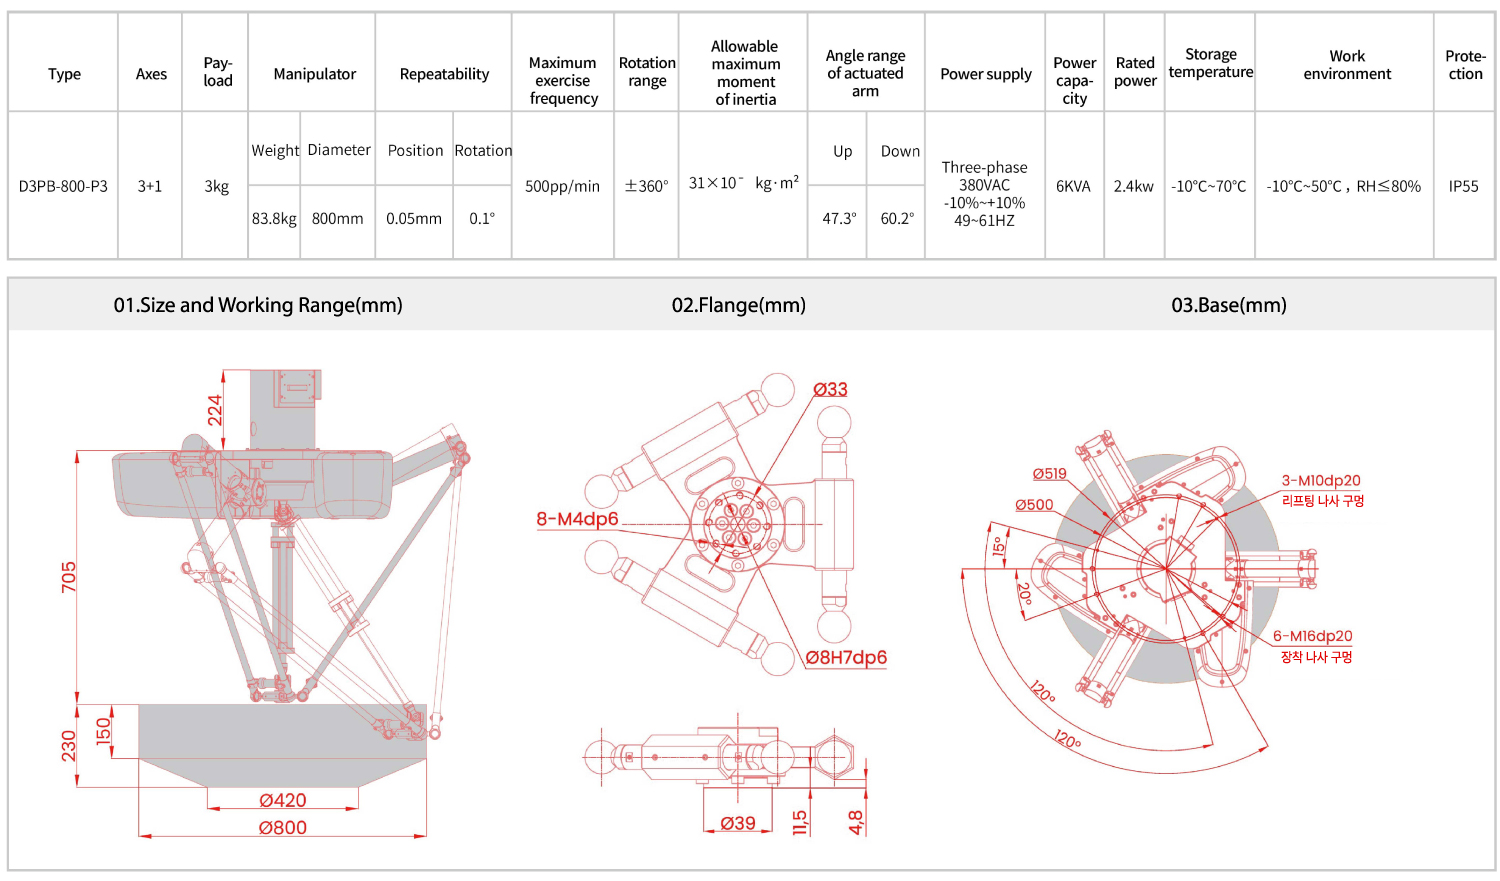 Type
Axes
Pay-
load
Manipulator
Repeatability
Maximum
exercise
frequency
Rotation
range
Allowable
maximum
moment
of inertia
Angle range
of actuated
arm
Power supply
Power
capa-
city
Rated
power
Storage
temperature
Work
environment
Prote-
ction
D3PB-800-P3
3+1
3kg
Weight
Diameter
83.8kg
800mm
Position
Rotation
0.05mm
0.1°
500pp/min
±360°
31×10⁻ kg·m²
Up
Down
47.3°
60.2°
Three-phase
380VAC
-10%~+10%
49~61HZ
6KVA
2.4kw
-10°C~70°C
-10°C~50°C , RH≤80%
IP55
01.Size and Working Range(mm)
02.Flange(mm)
03.Base(mm)
224
705
230
150
Ø420
Ø800
Ø33
8-M4dp6
Ø8H7dp6
Ø39
11,5
4,8
Ø519
Ø500
15°
20°
120°
120°
3-M10dp20
리프팅 나사 구멍
6-M16dp20
장착 나사 구멍